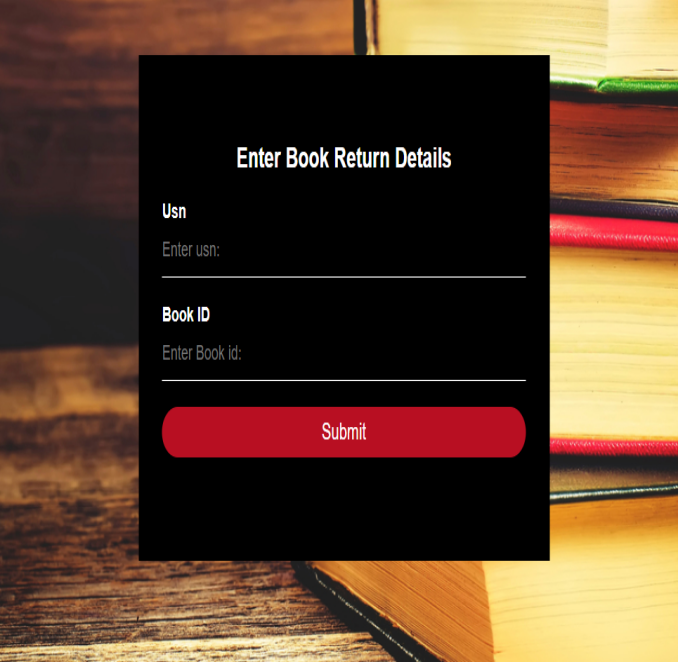 Enter Book Return Details
Usn
Enter usn:
Book ID
Enter Book id:
Submit